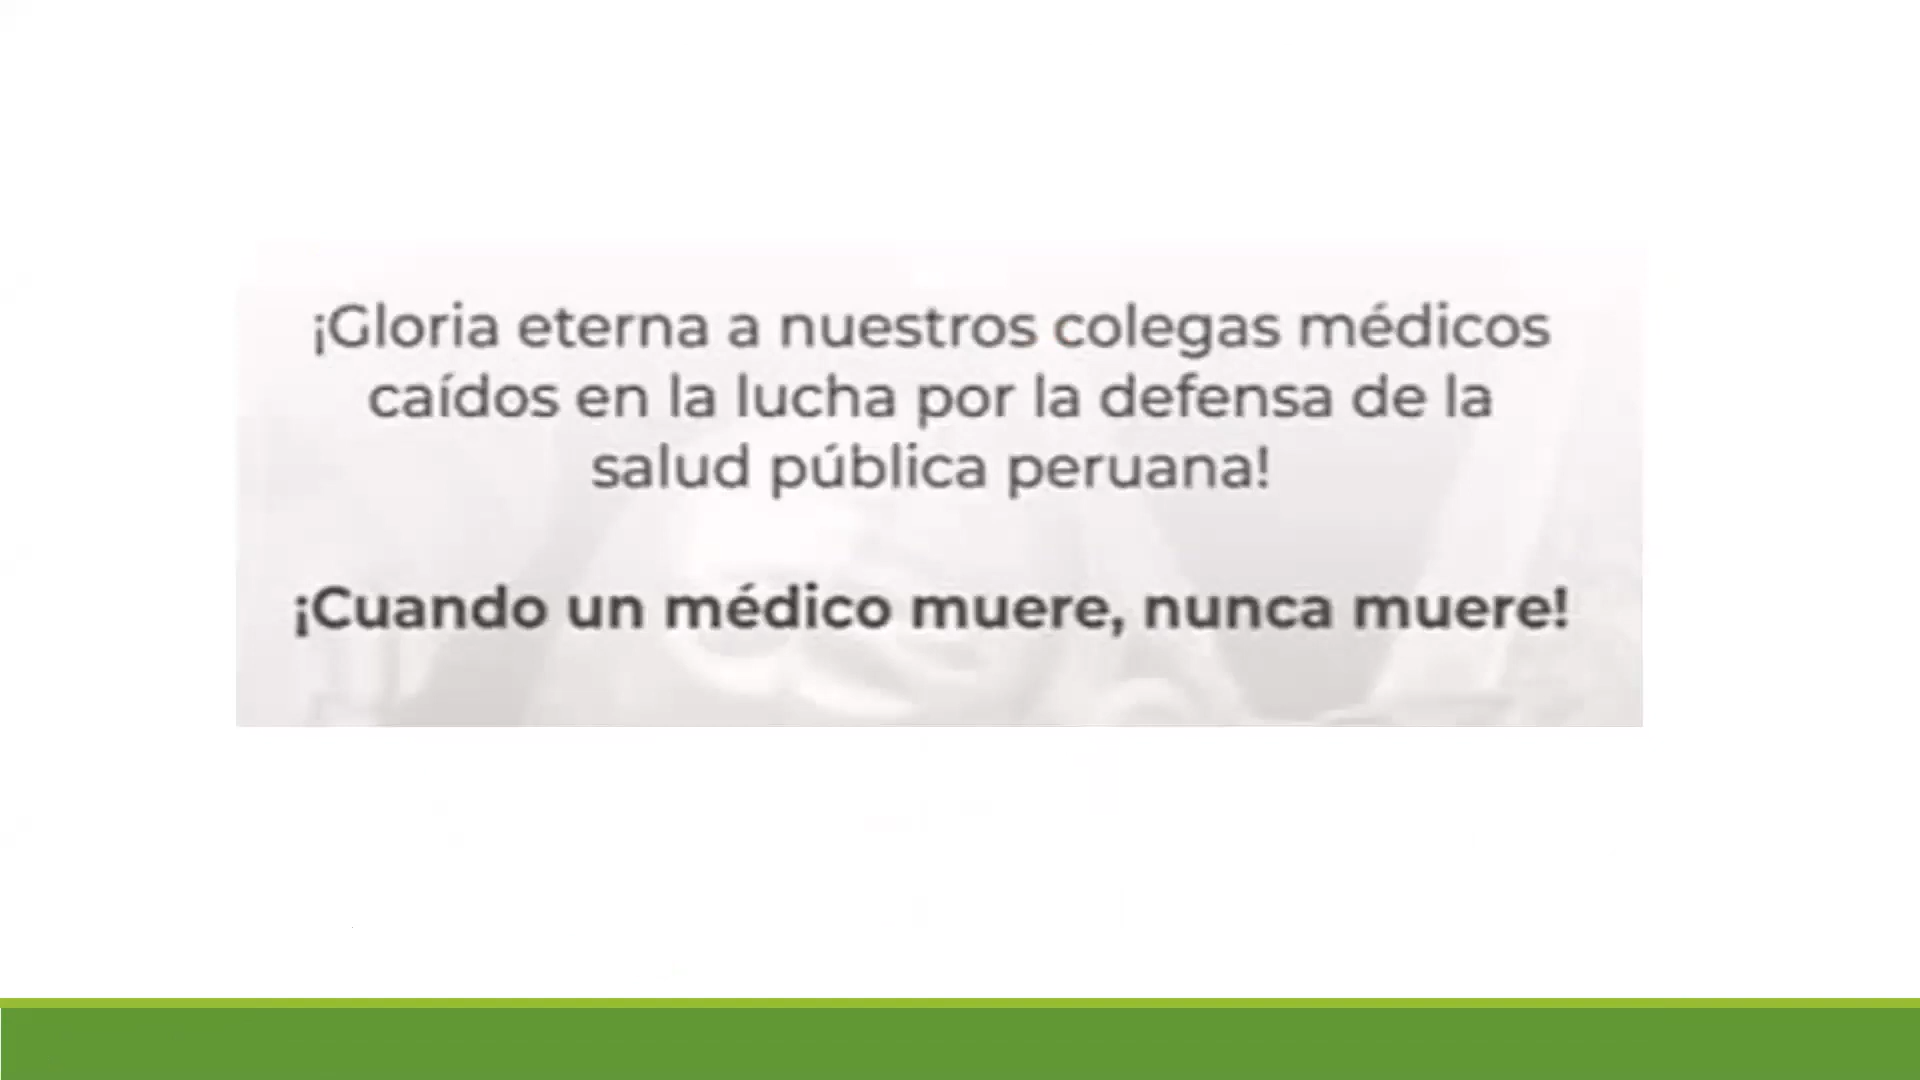 ¡Gloria eterna a nuestros colegas médicos
caídos en la lucha por la defensa de la
salud pública peruana!
¡Cuando un médico muere, nunca muere!